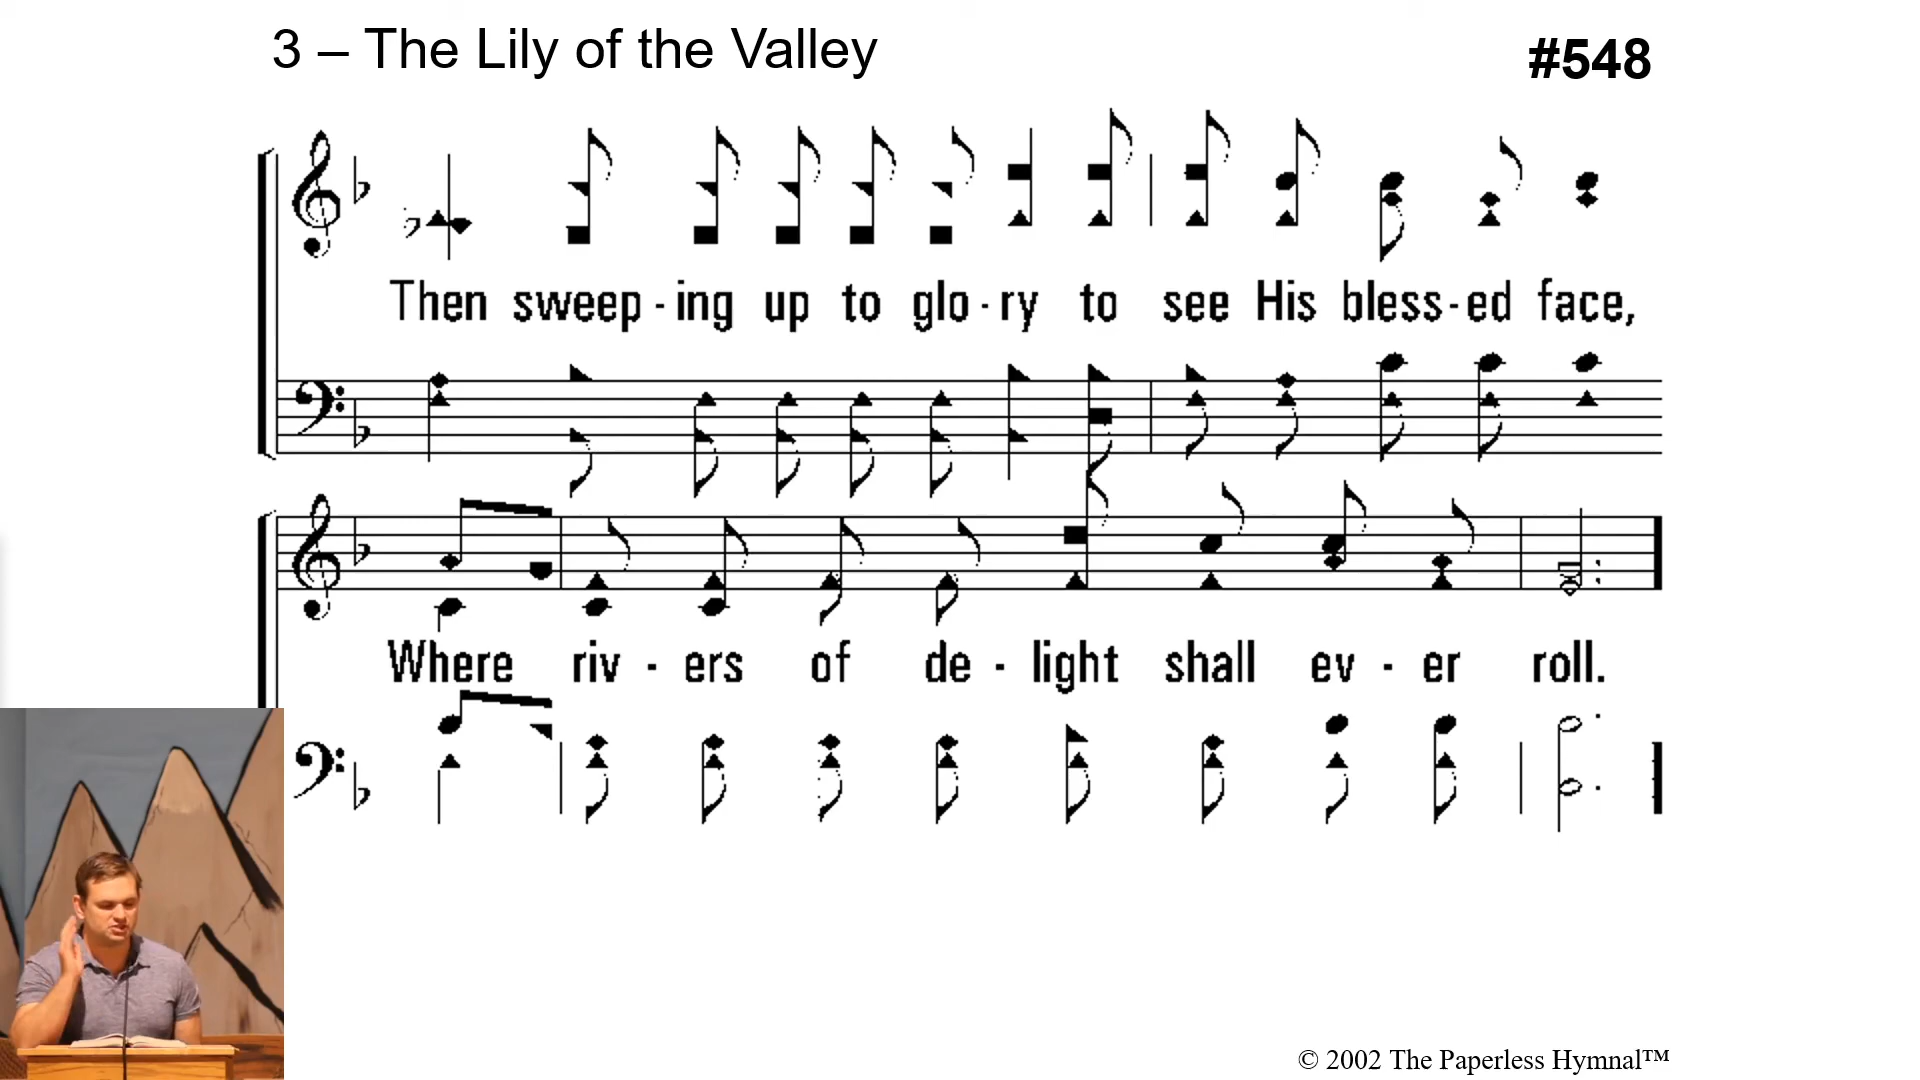 3 – The Lily of the Valley
#548
Then sweep - ing up to glo - ry to see His bless - ed face,
Where riv - ers of de - light shall ev - er roll.
© 2002 The Paperless Hymnal™